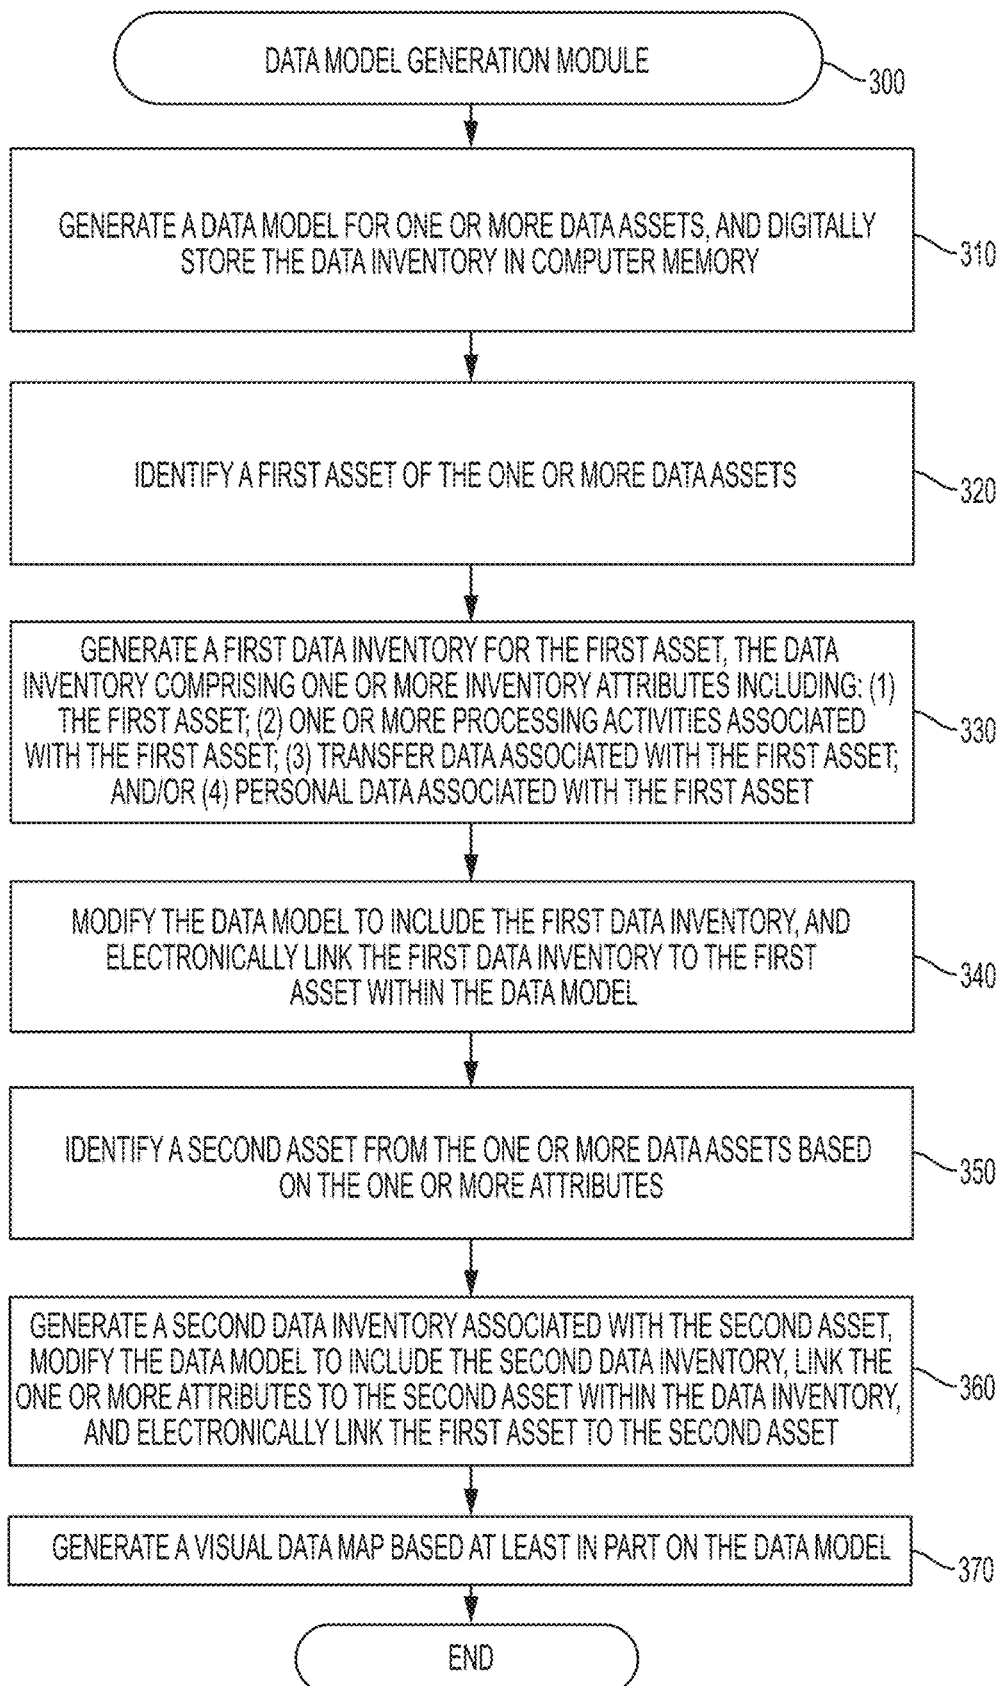 DATA MODEL GENERATION MODULE
300
GENERATE A DATA MODEL FOR ONE OR MORE DATA ASSETS, AND DIGITALLY
STORE THE DATA INVENTORY IN COMPUTER MEMORY
310
IDENTIFY A FIRST ASSET OF THE ONE OR MORE DATA ASSETS
320
GENERATE A FIRST DATA INVENTORY FOR THE FIRST ASSET, THE DATA
INVENTORY COMPRISING ONE OR MORE INVENTORY ATTRIBUTES INCLUDING: (1)
THE FIRST ASSET; (2) ONE OR MORE PROCESSING ACTIVITIES ASSOCIATED
WITH THE FIRST ASSET; (3) TRANSFER DATA ASSOCIATED WITH THE FIRST ASSET;
AND/OR (4) PERSONAL DATA ASSOCIATED WITH THE FIRST ASSET
330
MODIFY THE DATA MODEL TO INCLUDE THE FIRST DATA INVENTORY, AND
ELECTRONICALLY LINK THE FIRST DATA INVENTORY TO THE FIRST
ASSET WITHIN THE DATA MODEL
340
IDENTIFY A SECOND ASSET FROM THE ONE OR MORE DATA ASSETS BASED
ON THE ONE OR MORE ATTRIBUTES
350
GENERATE A SECOND DATA INVENTORY ASSOCIATED WITH THE SECOND ASSET,
MODIFY THE DATA MODEL TO INCLUDE THE SECOND DATA INVENTORY, LINK THE
ONE OR MORE ATTRIBUTES TO THE SECOND ASSET WITHIN THE DATA INVENTORY,
AND ELECTRONICALLY LINK THE FIRST ASSET TO THE SECOND ASSET
360
GENERATE A VISUAL DATA MAP BASED AT LEAST IN PART ON THE DATA MODEL
370
END